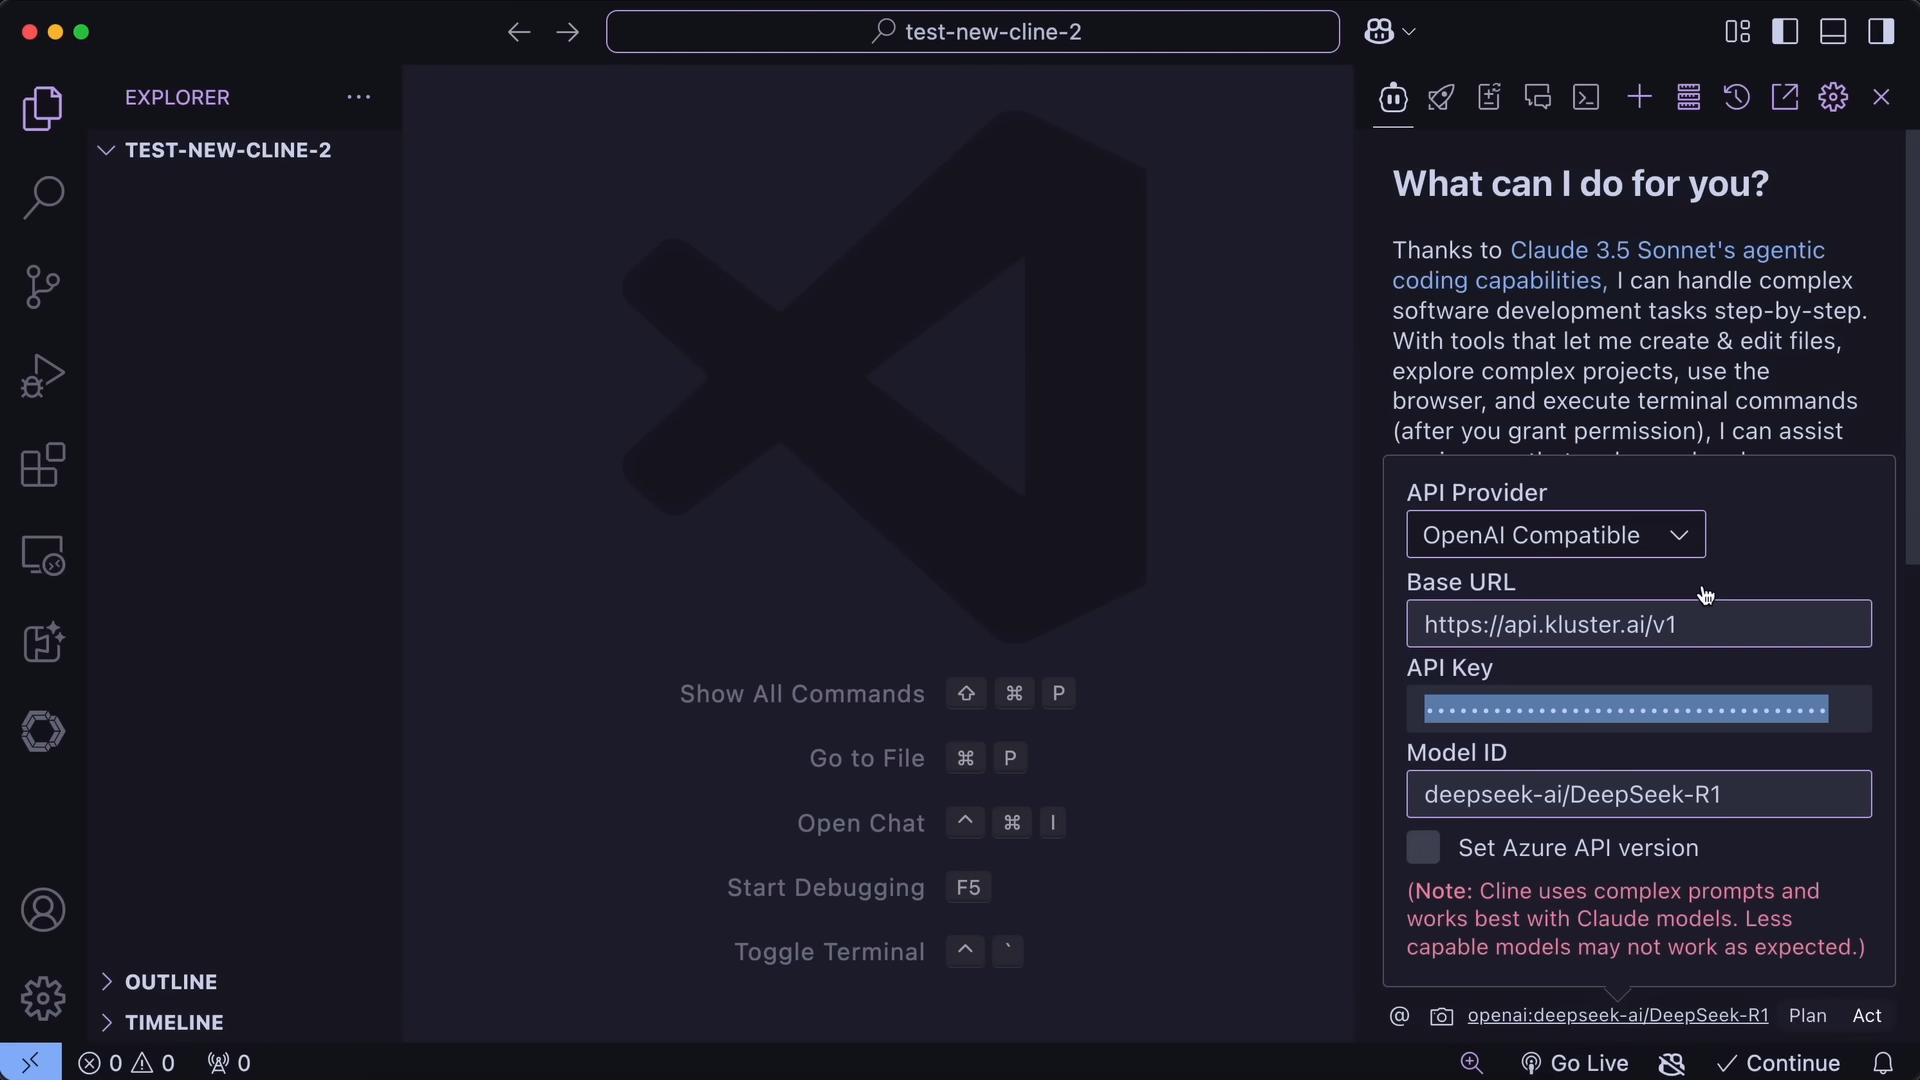 test-new-cline-2
EXPLORER
TEST-NEW-CLINE-2
What can I do for you?
Thanks to Claude 3.5 Sonnet's agentic
coding capabilities, I can handle complex
software development tasks step-by-step.
With tools that let me create & edit files,
explore complex projects, use the
browser, and execute terminal commands
(after you grant permission), I can assist
API Provider
OpenAI Compatible
Base URL
https://api.kluster.ai/v1
API Key
Model ID
deepseek-ai/DeepSeek-R1
Set Azure API version
(Note: Cline uses complex prompts and
works best with Claude models. Less
capable models may not work as expected.)
Show All Commands ⇧ ⌘ P
Go to File ⌘ P
Open Chat ^ ⌘ I
Start Debugging F5
Toggle Terminal ^ `
OUTLINE
TIMELINE
@ openai:deepseek-ai/DeepSeek-R1 Plan Act
0 0 0
Go Live Continue